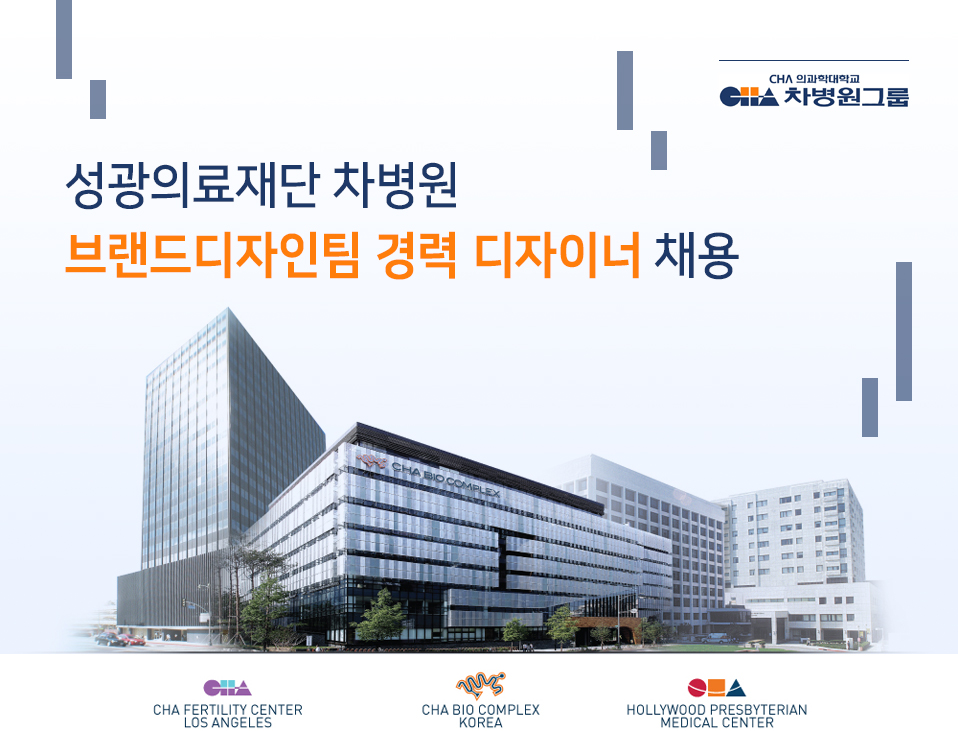 CHA 의과학대학교
차병원그룹
성광의료재단 차병원
브랜드디자인팀 경력 디자이너 채용
CHA BIO COMPLEX
CHA FERTILITY CENTER
LOS ANGELES
CHA BIO COMPLEX
KOREA
HOLLYWOOD PRESBYTERIAN
MEDICAL CENTER